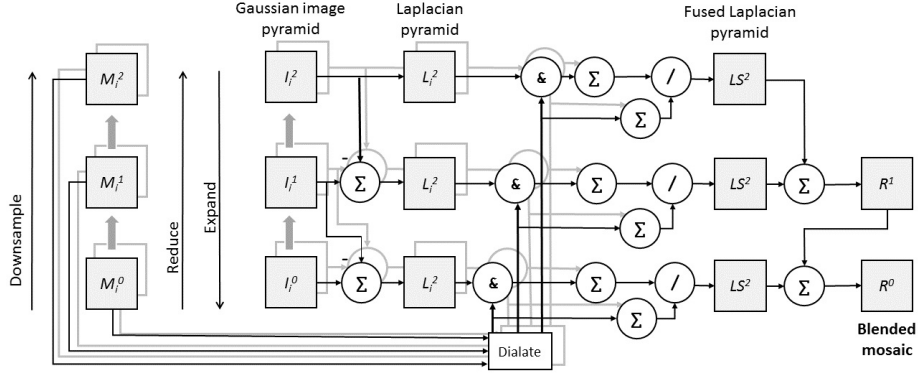 Gaussian image
pyramid
Laplacian
pyramid
Fused Laplacian
pyramid
Downsample
Reduce
Expand
M_i^2
I_i^2
L_i^2
&
Σ
/
LS^2
Σ
-
M_i^1
I_i^1
Σ
L_i^2
&
Σ
/
LS^2
Σ
R^1
Σ
-
M_i^0
I_i^0
Σ
L_i^2
&
Σ
/
LS^2
Σ
R^0
Σ
Blended
mosaic
Dialate